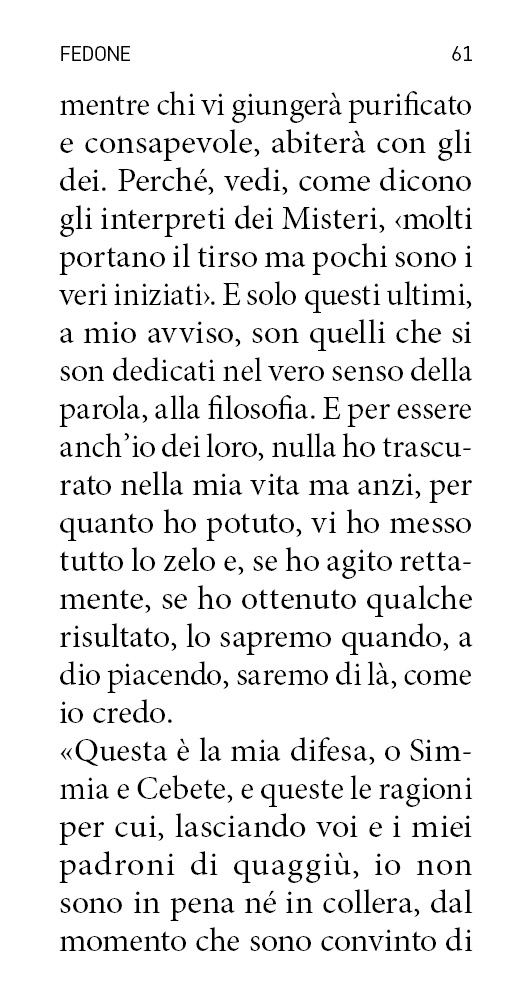 FEDONE 61
mentre chi vi giungerà purificato
e consapevole, abiterà con gli
dei. Perché, vedi, come dicono
gli interpreti dei Misteri, ‹molti
portano il tirso ma pochi sono i
veri iniziati›. E solo questi ultimi,
a mio avviso, son quelli che si
son dedicati nel vero senso della
parola, alla filosofia. E per essere
anch’io dei loro, nulla ho trascu-
rato nella mia vita ma anzi, per
quanto ho potuto, vi ho messo
tutto lo zelo e, se ho agito retta-
mente, se ho ottenuto qualche
risultato, lo sapremo quando, a
dio piacendo, saremo di là, come
io credo.
«Questa è la mia difesa, o Sim-
mia e Cebete, e queste le ragioni
per cui, lasciando voi e i miei
padroni di quaggiù, io non
sono in pena né in collera, dal
momento che sono convinto di